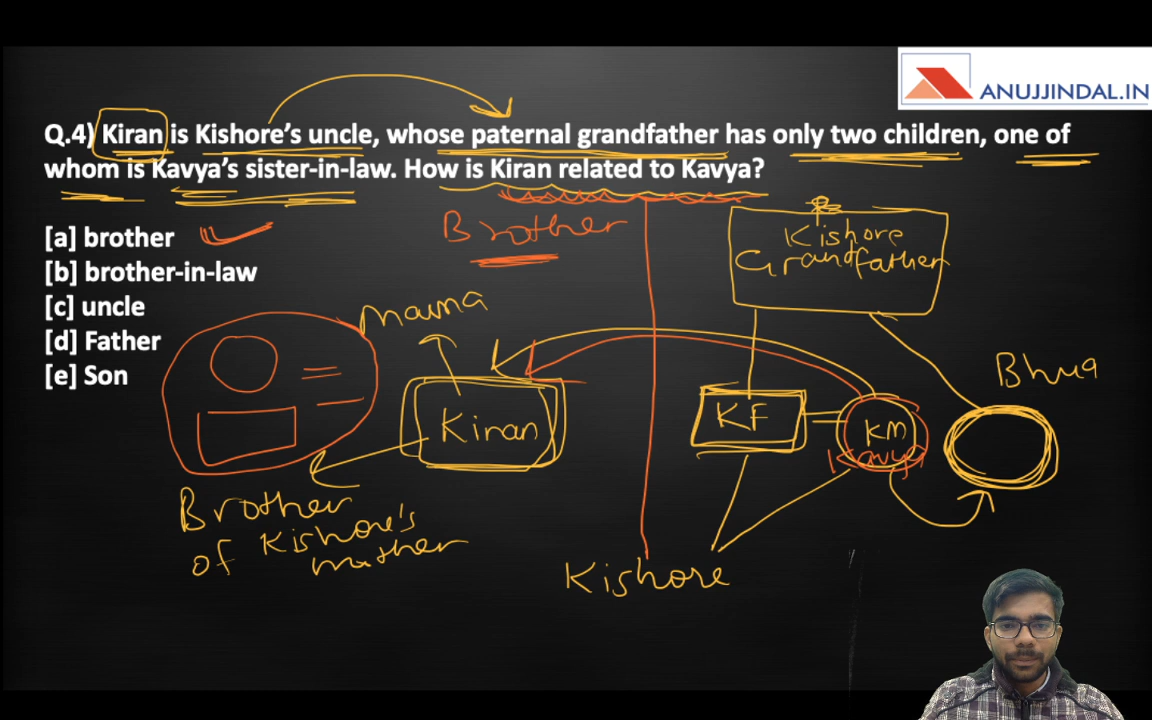 ANUJJINDAL.IN
Q.4) Kiran is Kishore's uncle, whose paternal grandfather has only two children, one of
whom is Kavya's sister-in-law. How is Kiran related to Kavya?
[a] brother
[b] brother-in-law
[c] uncle
[d] Father
[e] Son
Brother
Kishore
Grandfather
Mama
Kiran
KF
KM
Kavya
Bhua
Brother
of Kishore's
mother
Kishore